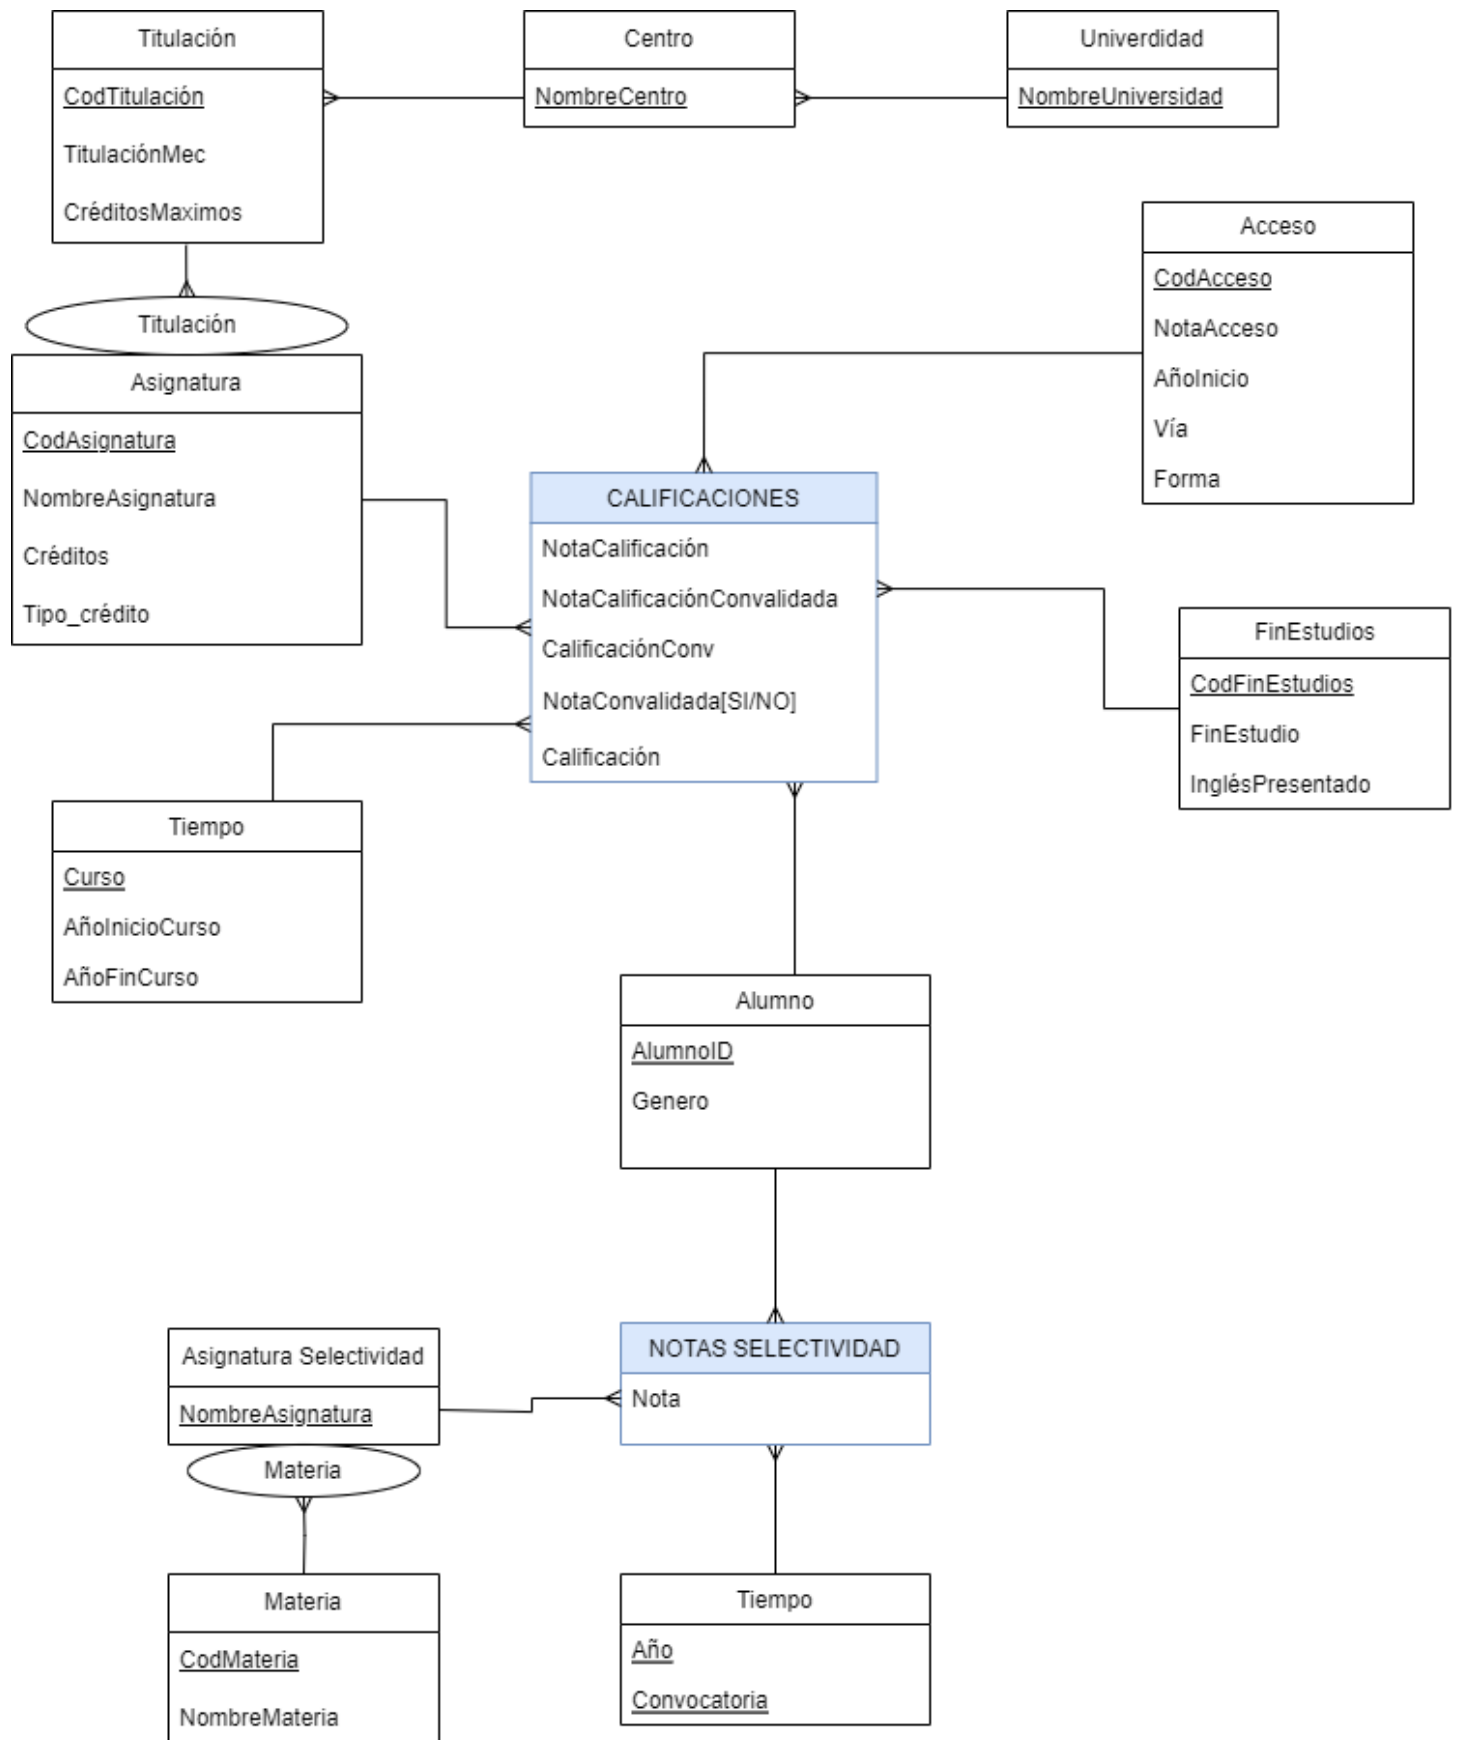 Titulación
CodTitulación
TitulaciónMec
CréditosMaximos
Centro
NombreCentro
Univerdidad
NombreUniversidad
Acceso
CodAcceso
NotaAcceso
AñoInicio
Vía
Forma
Titulación
Asignatura
CodAsignatura
NombreAsignatura
Créditos
Tipo_crédito
CALIFICACIONES
NotaCalificación
NotaCalificaciónConvalidada
CalificaciónConv
NotaConvalidada[SI/NO]
Calificación
FinEstudios
CodFinEstudios
FinEstudio
InglésPresentado
Tiempo
Curso
AñoInicioCurso
AñoFinCurso
Alumno
AlumnoID
Genero
Asignatura Selectividad
NombreAsignatura
NOTAS SELECTIVIDAD
Nota
Materia
Materia
CodMateria
NombreMateria
Tiempo
Año
Convocatoria